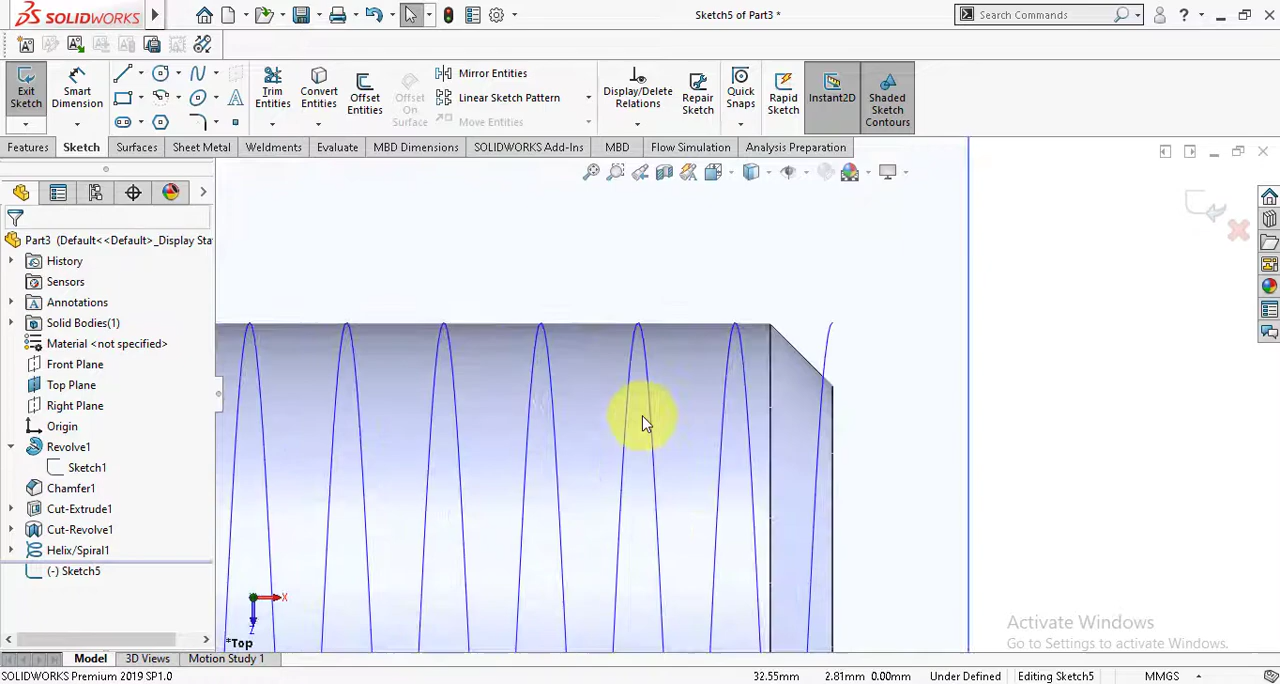 SOLIDWORKS
Sketch5 of Part3 *
Search Commands
Exit Sketch
Smart Dimension
Trim Entities
Convert Entities
Offset Entities
Offset On Surface
Mirror Entities
Linear Sketch Pattern
Move Entities
Display/Delete Relations
Repair Sketch
Quick Snaps
Rapid Sketch
Instant2D
Shaded Sketch Contours
Features
Sketch
Surfaces
Sheet Metal
Weldments
Evaluate
MBD Dimensions
SOLIDWORKS Add-Ins
MBD
Flow Simulation
Analysis Preparation
Part3 (Default<<Default>_Display Sta
History
Sensors
Annotations
Solid Bodies(1)
Material <not specified>
Front Plane
Top Plane
Right Plane
Origin
Revolve1
Sketch1
Chamfer1
Cut-Extrude1
Cut-Revolve1
Helix/Spiral1
(-) Sketch5
X
Z
*Top
Activate Windows
Go to Settings to activate Windows.
Model
3D Views
Motion Study 1
SOLIDWORKS Premium 2019 SP1.0
32.55mm
2.81mm 0.00mm
Under Defined
Editing Sketch5
MMGS